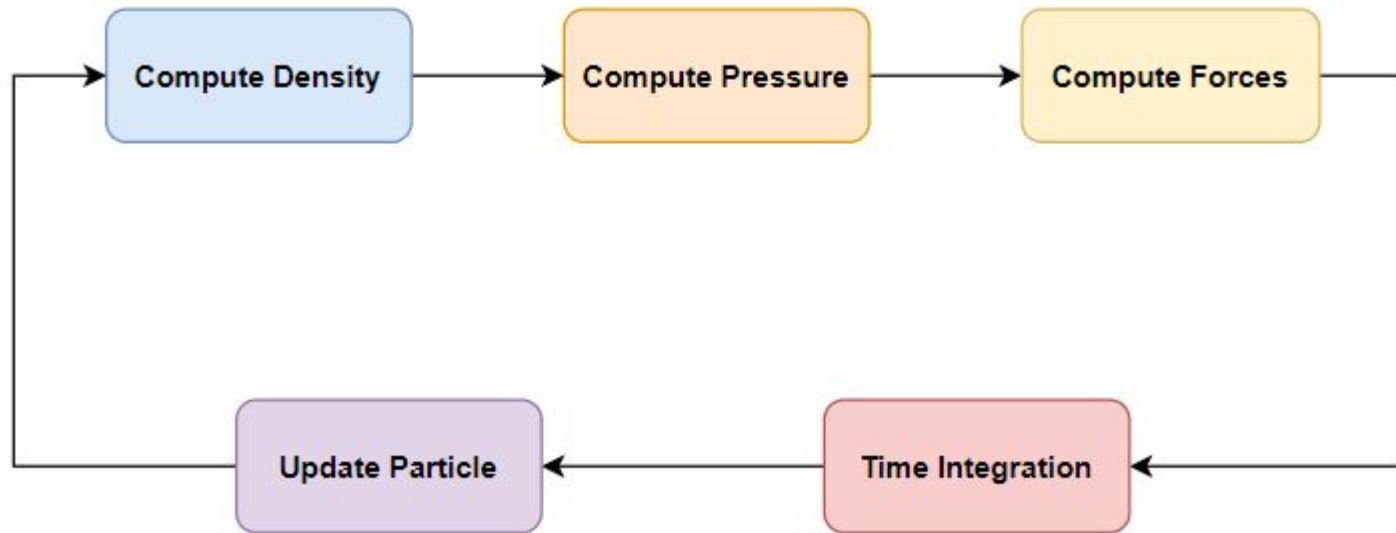 Compute Density
Compute Pressure
Compute Forces
Update Particle
Time Integration